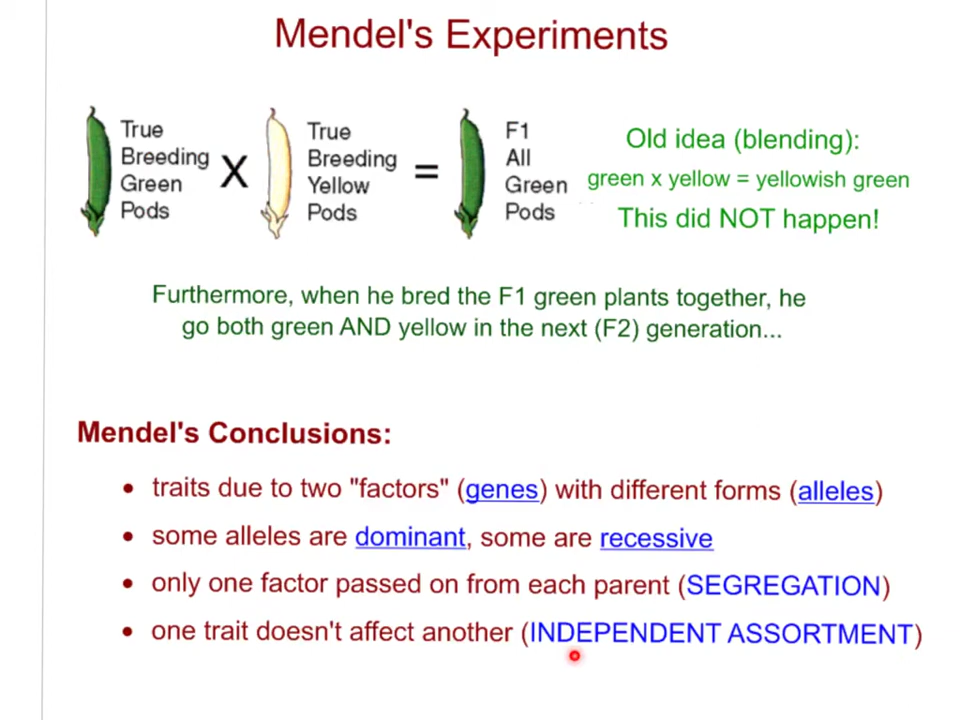 Mendel's Experiments
True
Breeding
Green
Pods
X
True
Breeding
Yellow
Pods
=
F1
All
Green
Pods
Old idea (blending):
green x yellow = yellowish green
This did NOT happen!
Furthermore, when he bred the F1 green plants together, he
go both green AND yellow in the next (F2) generation...
Mendel's Conclusions:
• traits due to two "factors" (genes) with different forms (alleles)
• some alleles are dominant, some are recessive
• only one factor passed on from each parent (SEGREGATION)
• one trait doesn't affect another (INDEPENDENT ASSORTMENT)